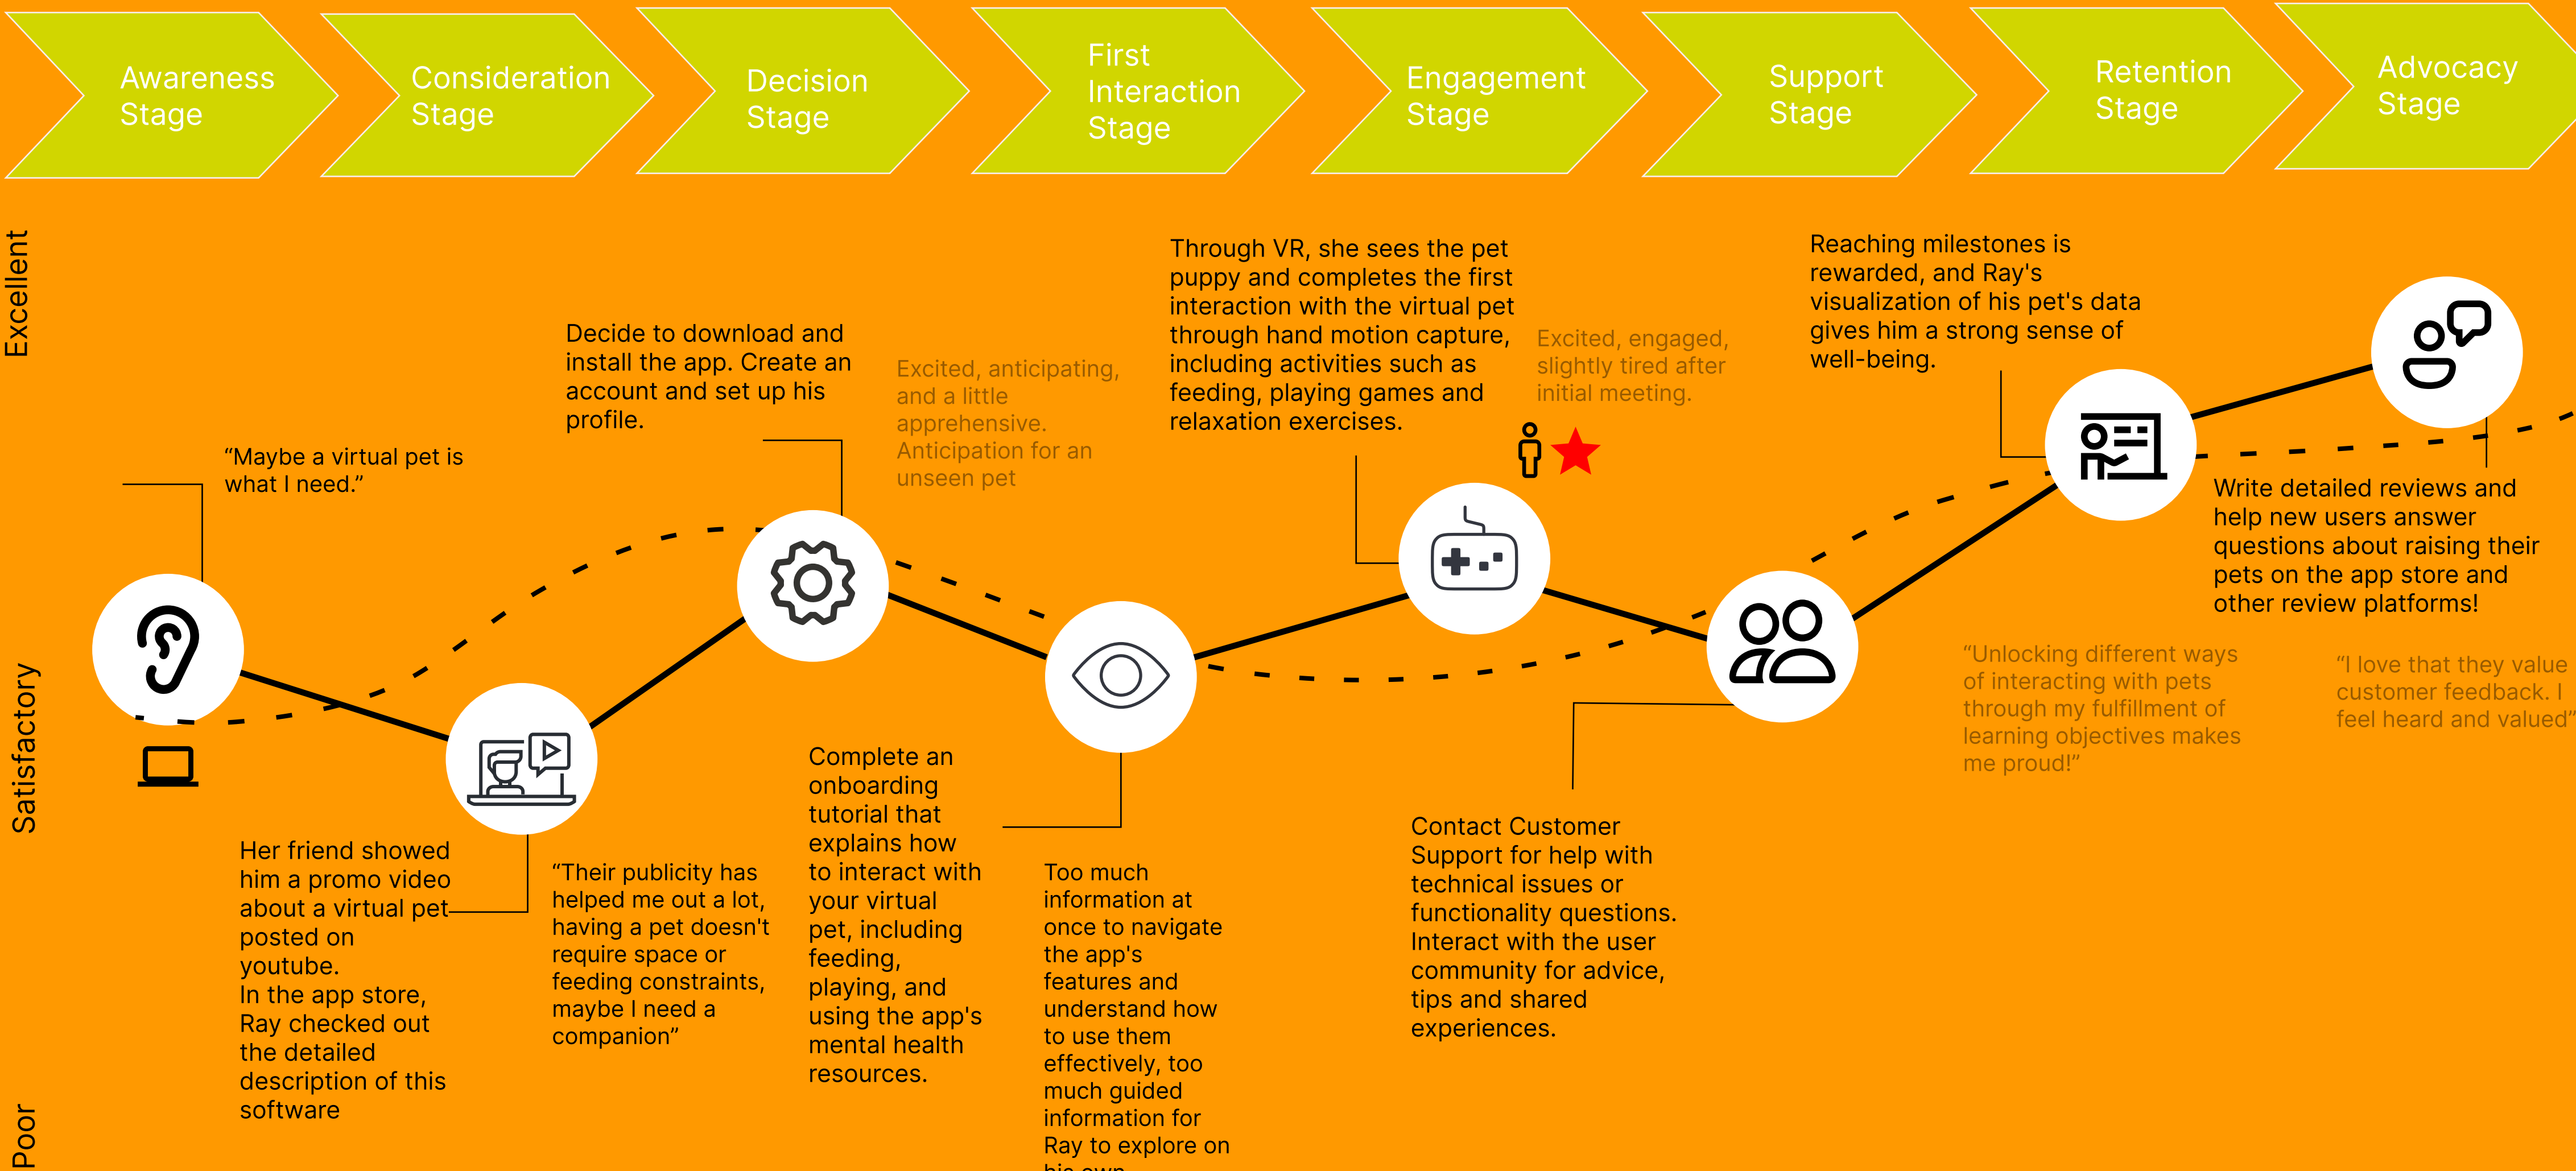 Awareness
Stage
Consideration
Stage
Decision
Stage
First
Interaction
Stage
Engagement
Stage
Support
Stage
Retention
Stage
Advocacy
Stage
Excellent
Satisfactory
Poor
“Maybe a virtual pet is
what I need.”
Her friend showed
him a promo video
about a virtual pet
posted on
youtube.
In the app store,
Ray checked out
the detailed
description of this
software
“Their publicity has
helped me out a lot,
having a pet doesn't
require space or
feeding constraints,
maybe I need a
companion”
Decide to download and
install the app. Create an
account and set up his
profile.
Excited, anticipating,
and a little
apprehensive.
Anticipation for an
unseen pet
Complete an
onboarding
tutorial that
explains how
to interact with
your virtual
pet, including
feeding,
playing, and
using the app's
mental health
resources.
Too much
information at
once to navigate
the app's
features and
understand how
to use them
effectively, too
much guided
information for
Ray to explore on
his own
Through VR, she sees the pet
puppy and completes the first
interaction with the virtual pet
through hand motion capture,
including activities such as
feeding, playing games and
relaxation exercises.
Excited, engaged,
slightly tired after
initial meeting.
Contact Customer
Support for help with
technical issues or
functionality questions.
Interact with the user
community for advice,
tips and shared
experiences.
Reaching milestones is
rewarded, and Ray's
visualization of his pet's data
gives him a strong sense of
well-being.
“Unlocking different ways
of interacting with pets
through my fulfillment of
learning objectives makes
me proud!”
Write detailed reviews and
help new users answer
questions about raising their
pets on the app store and
other review platforms!
“I love that they value
customer feedback. I
feel heard and valued”